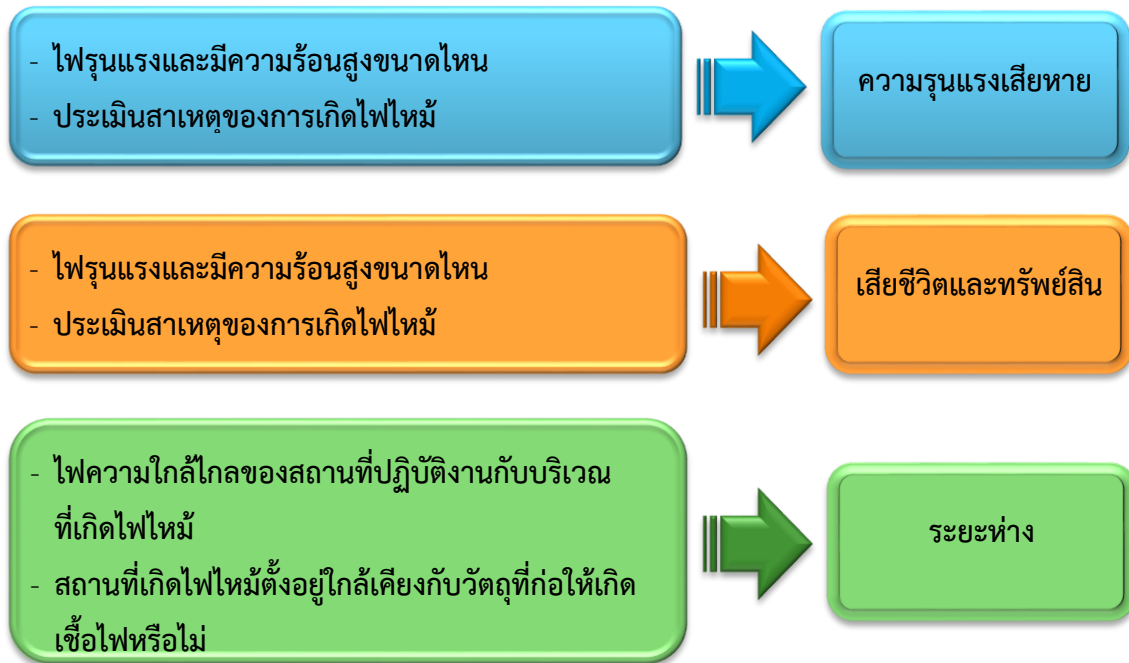 - ไฟรุนแรงและมีความร้อนสูงขนาดไหน
- ประเมินสาเหตุของการเกิดไฟไหม้
ความรุนแรงเสียหาย
- ไฟรุนแรงและมีความร้อนสูงขนาดไหน
- ประเมินสาเหตุของการเกิดไฟไหม้
เสียชีวิตและทรัพย์สิน
- ไฟความใกล้ไกลของสถานที่ปฏิบัติงานกับบริเวณ
ที่เกิดไฟไหม้
- สถานที่เกิดไฟไหม้ตั้งอยู่ใกล้เคียงกับวัตถุที่ก่อให้เกิด
เชื้อไฟหรือไม่
ระยะห่าง